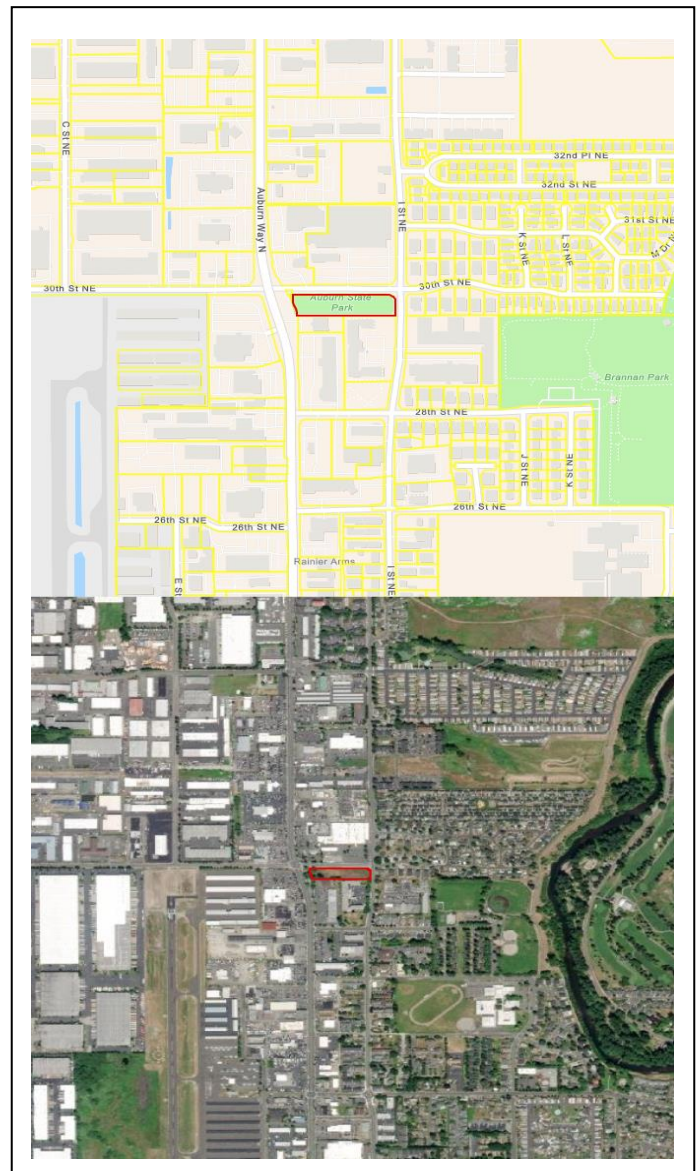 C St NE
Auburn Way N
I St NE
32nd Pl NE
32nd St NE
31st St NE
K St NE
L St NE
M Dr N
30th St NE
30th St NE
Auburn State
Park
Brannan Park
28th St NE
J St NE
K St NE
26th St NE
26th St NE
26th St NE
E St
Rainier Arms
I St NE